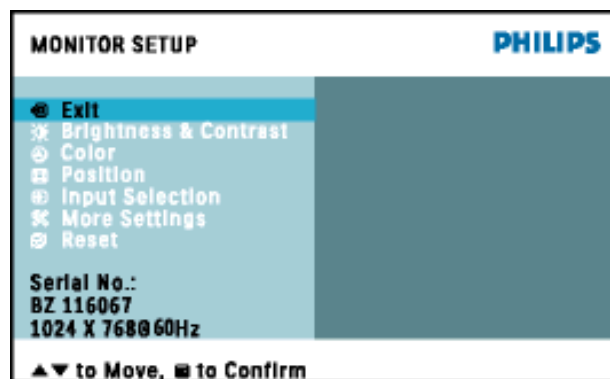 MONITOR SETUP PHILIPS
Exit
Brightness & Contrast
Color
Position
Input Selection
More Settings
Reset
Serial No.:
BZ 116067
1024 X 768@60Hz
▲▼ to Move, to Confirm